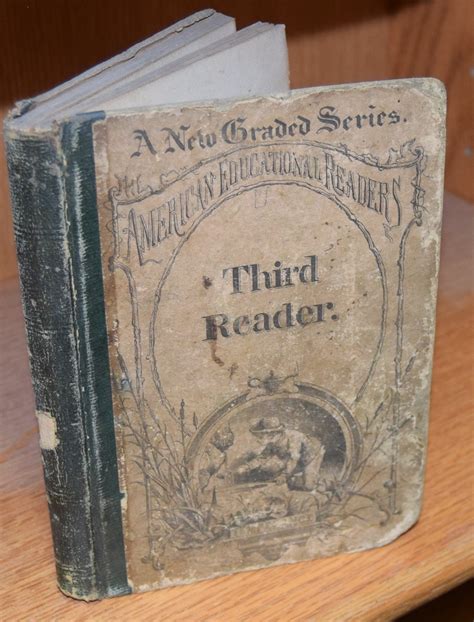 A New Graded Series.
American Educational Readers
Third
Reader.